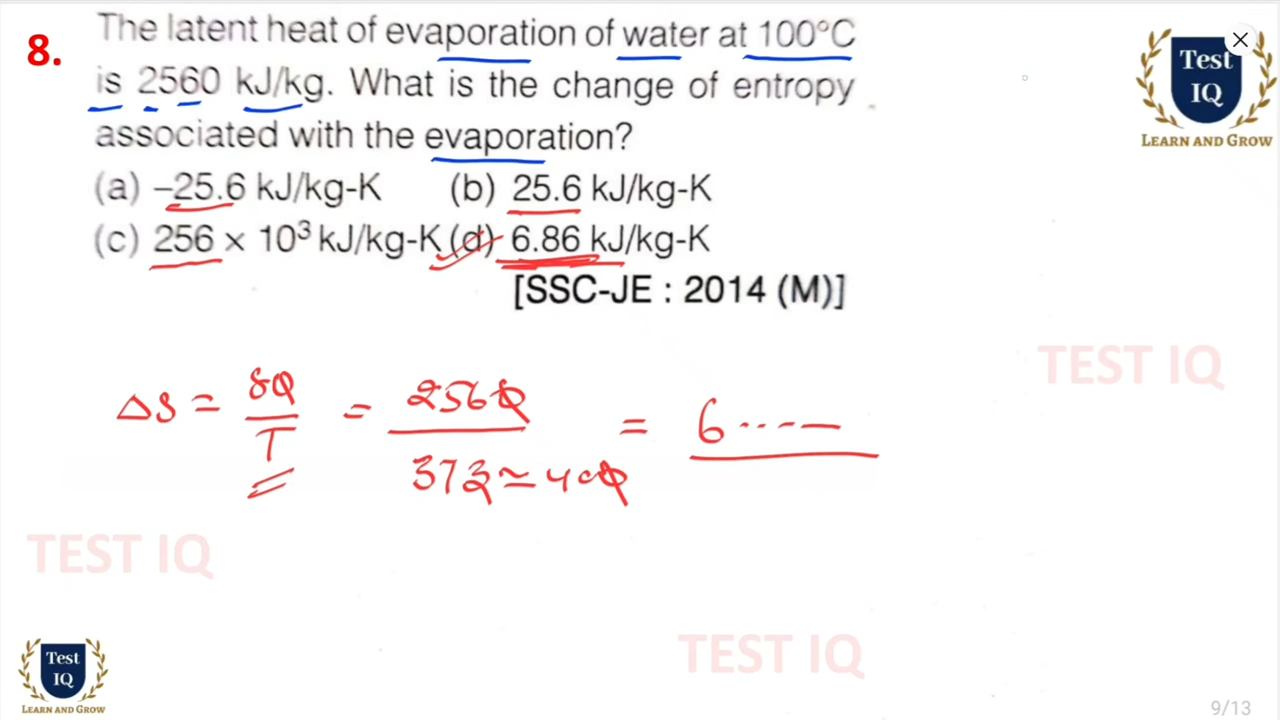 8.
The latent heat of evaporation of water at 100°C
is 2560 kJ/kg. What is the change of entropy
associated with the evaporation?
(a) –25.6 kJ/kg-K (b) 25.6 kJ/kg-K
(c) 256 × 10³ kJ/kg-K (d) 6.86 kJ/kg-K
[SSC-JE : 2014 (M)]
Test
IQ
LEARN AND GROW
ΔS = δQ/T = 2560/373 ≃ 400 = 6....—
TEST IQ
TEST IQ
TEST IQ
Test
IQ
LEARN AND GROW
9/13